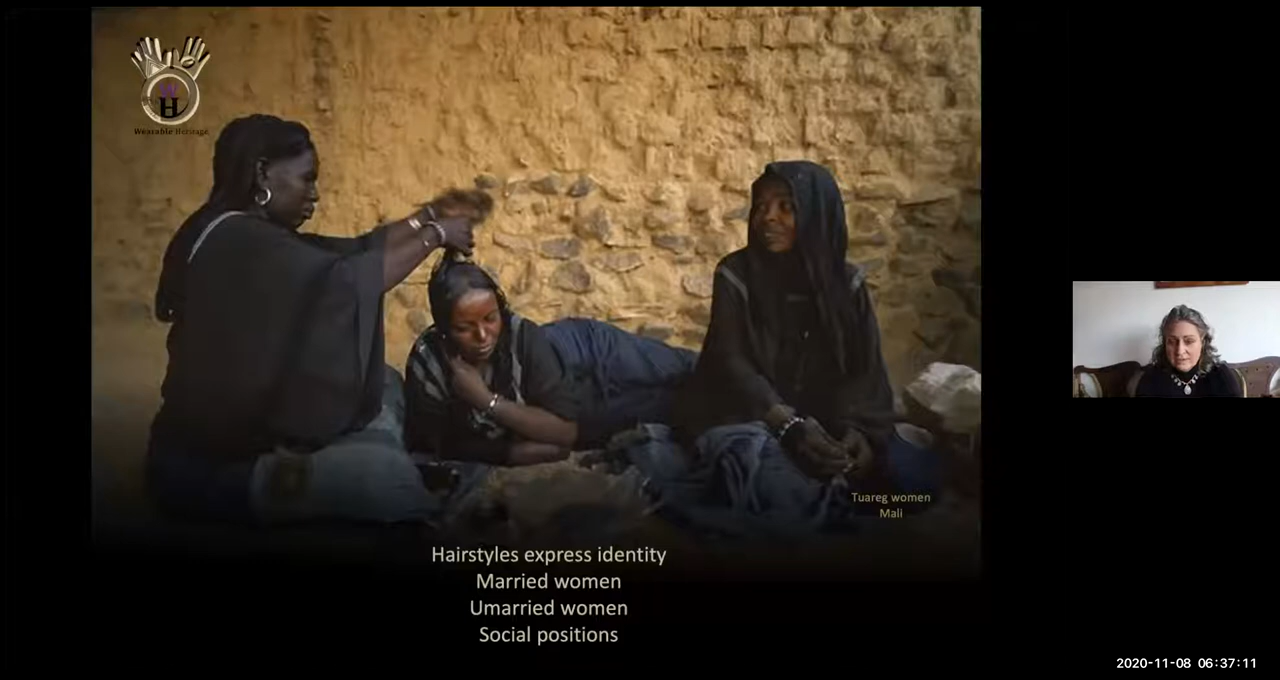 WH
Wearable Heritage
Tuareg women
Mali
Hairstyles express identity
Married women
Umarried women
Social positions
2020-11-08 06:37:11